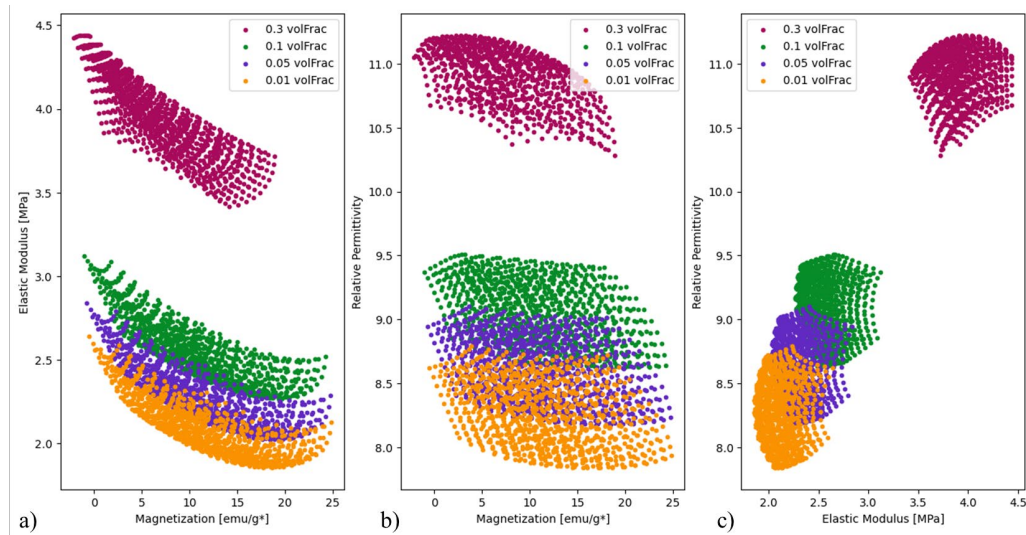 4.5
4.0
3.5
3.0
2.5
2.0
Elastic Modulus [MPa]
0.3 volFrac
0.1 volFrac
0.05 volFrac
0.01 volFrac
0
5
10
15
20
25
Magnetization [emu/g*]
a)
11.0
10.5
10.0
9.5
9.0
8.5
8.0
Relative Permittivity
0.3 volFrac
0.1 volFrac
0.05 volFrac
0.01 volFrac
0
5
10
15
20
25
Magnetization [emu/g*]
b)
11.0
10.5
10.0
9.5
9.0
8.5
8.0
Relative Permittivity
0.3 volFrac
0.1 volFrac
0.05 volFrac
0.01 volFrac
2.0
2.5
3.0
3.5
4.0
4.5
Elastic Modulus [MPa]
c)